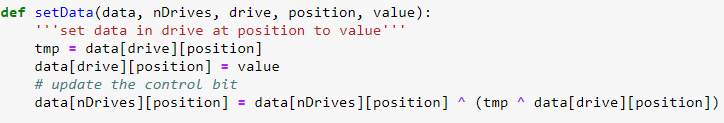 def setData(data, nDrives, drive, position, value):
    '''set data in drive at position to value'''
    tmp = data[drive][position]
    data[drive][position] = value
    # update the control bit
    data[nDrives][position] = data[nDrives][position] ^ (tmp ^ data[drive][position])